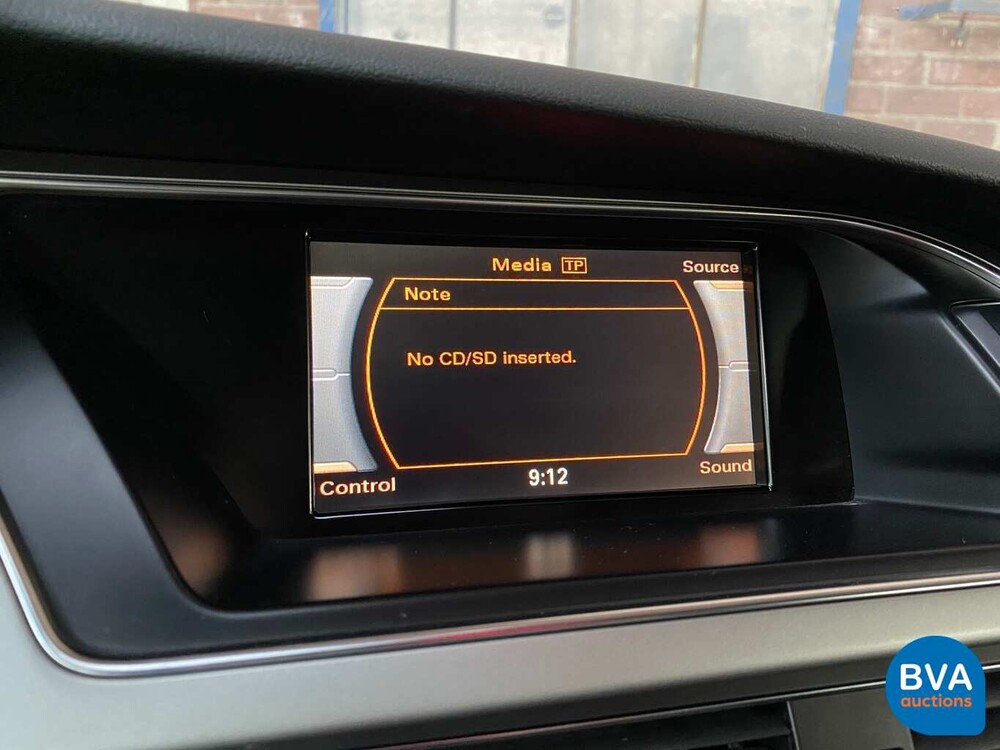 Media TP
Source
Note
No CD/SD inserted.
Control
9:12
Sound
BVA
auctions